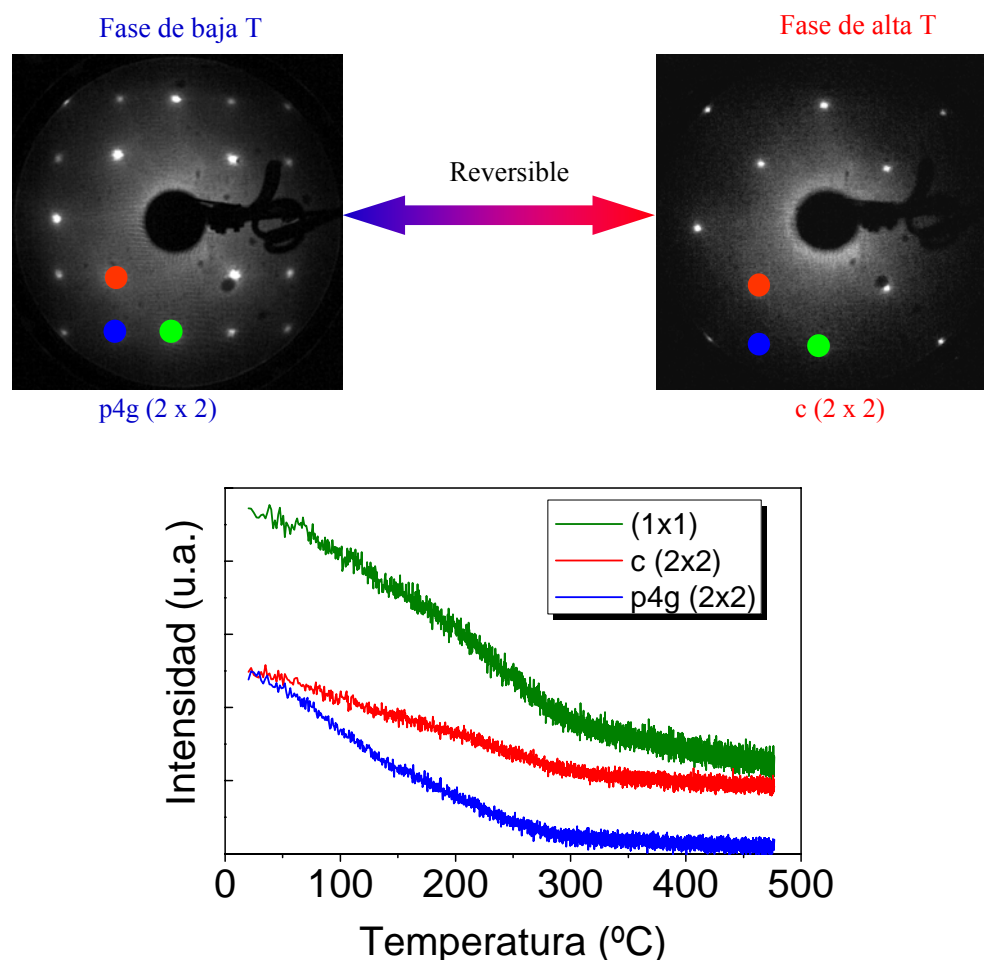 Fase de baja T
Fase de alta T
Reversible
p4g (2 x 2)
c (2 x 2)
(1x1)
c (2x2)
p4g (2x2)
Intensidad (u.a.)
0 100 200 300 400 500
Temperatura (ºC)